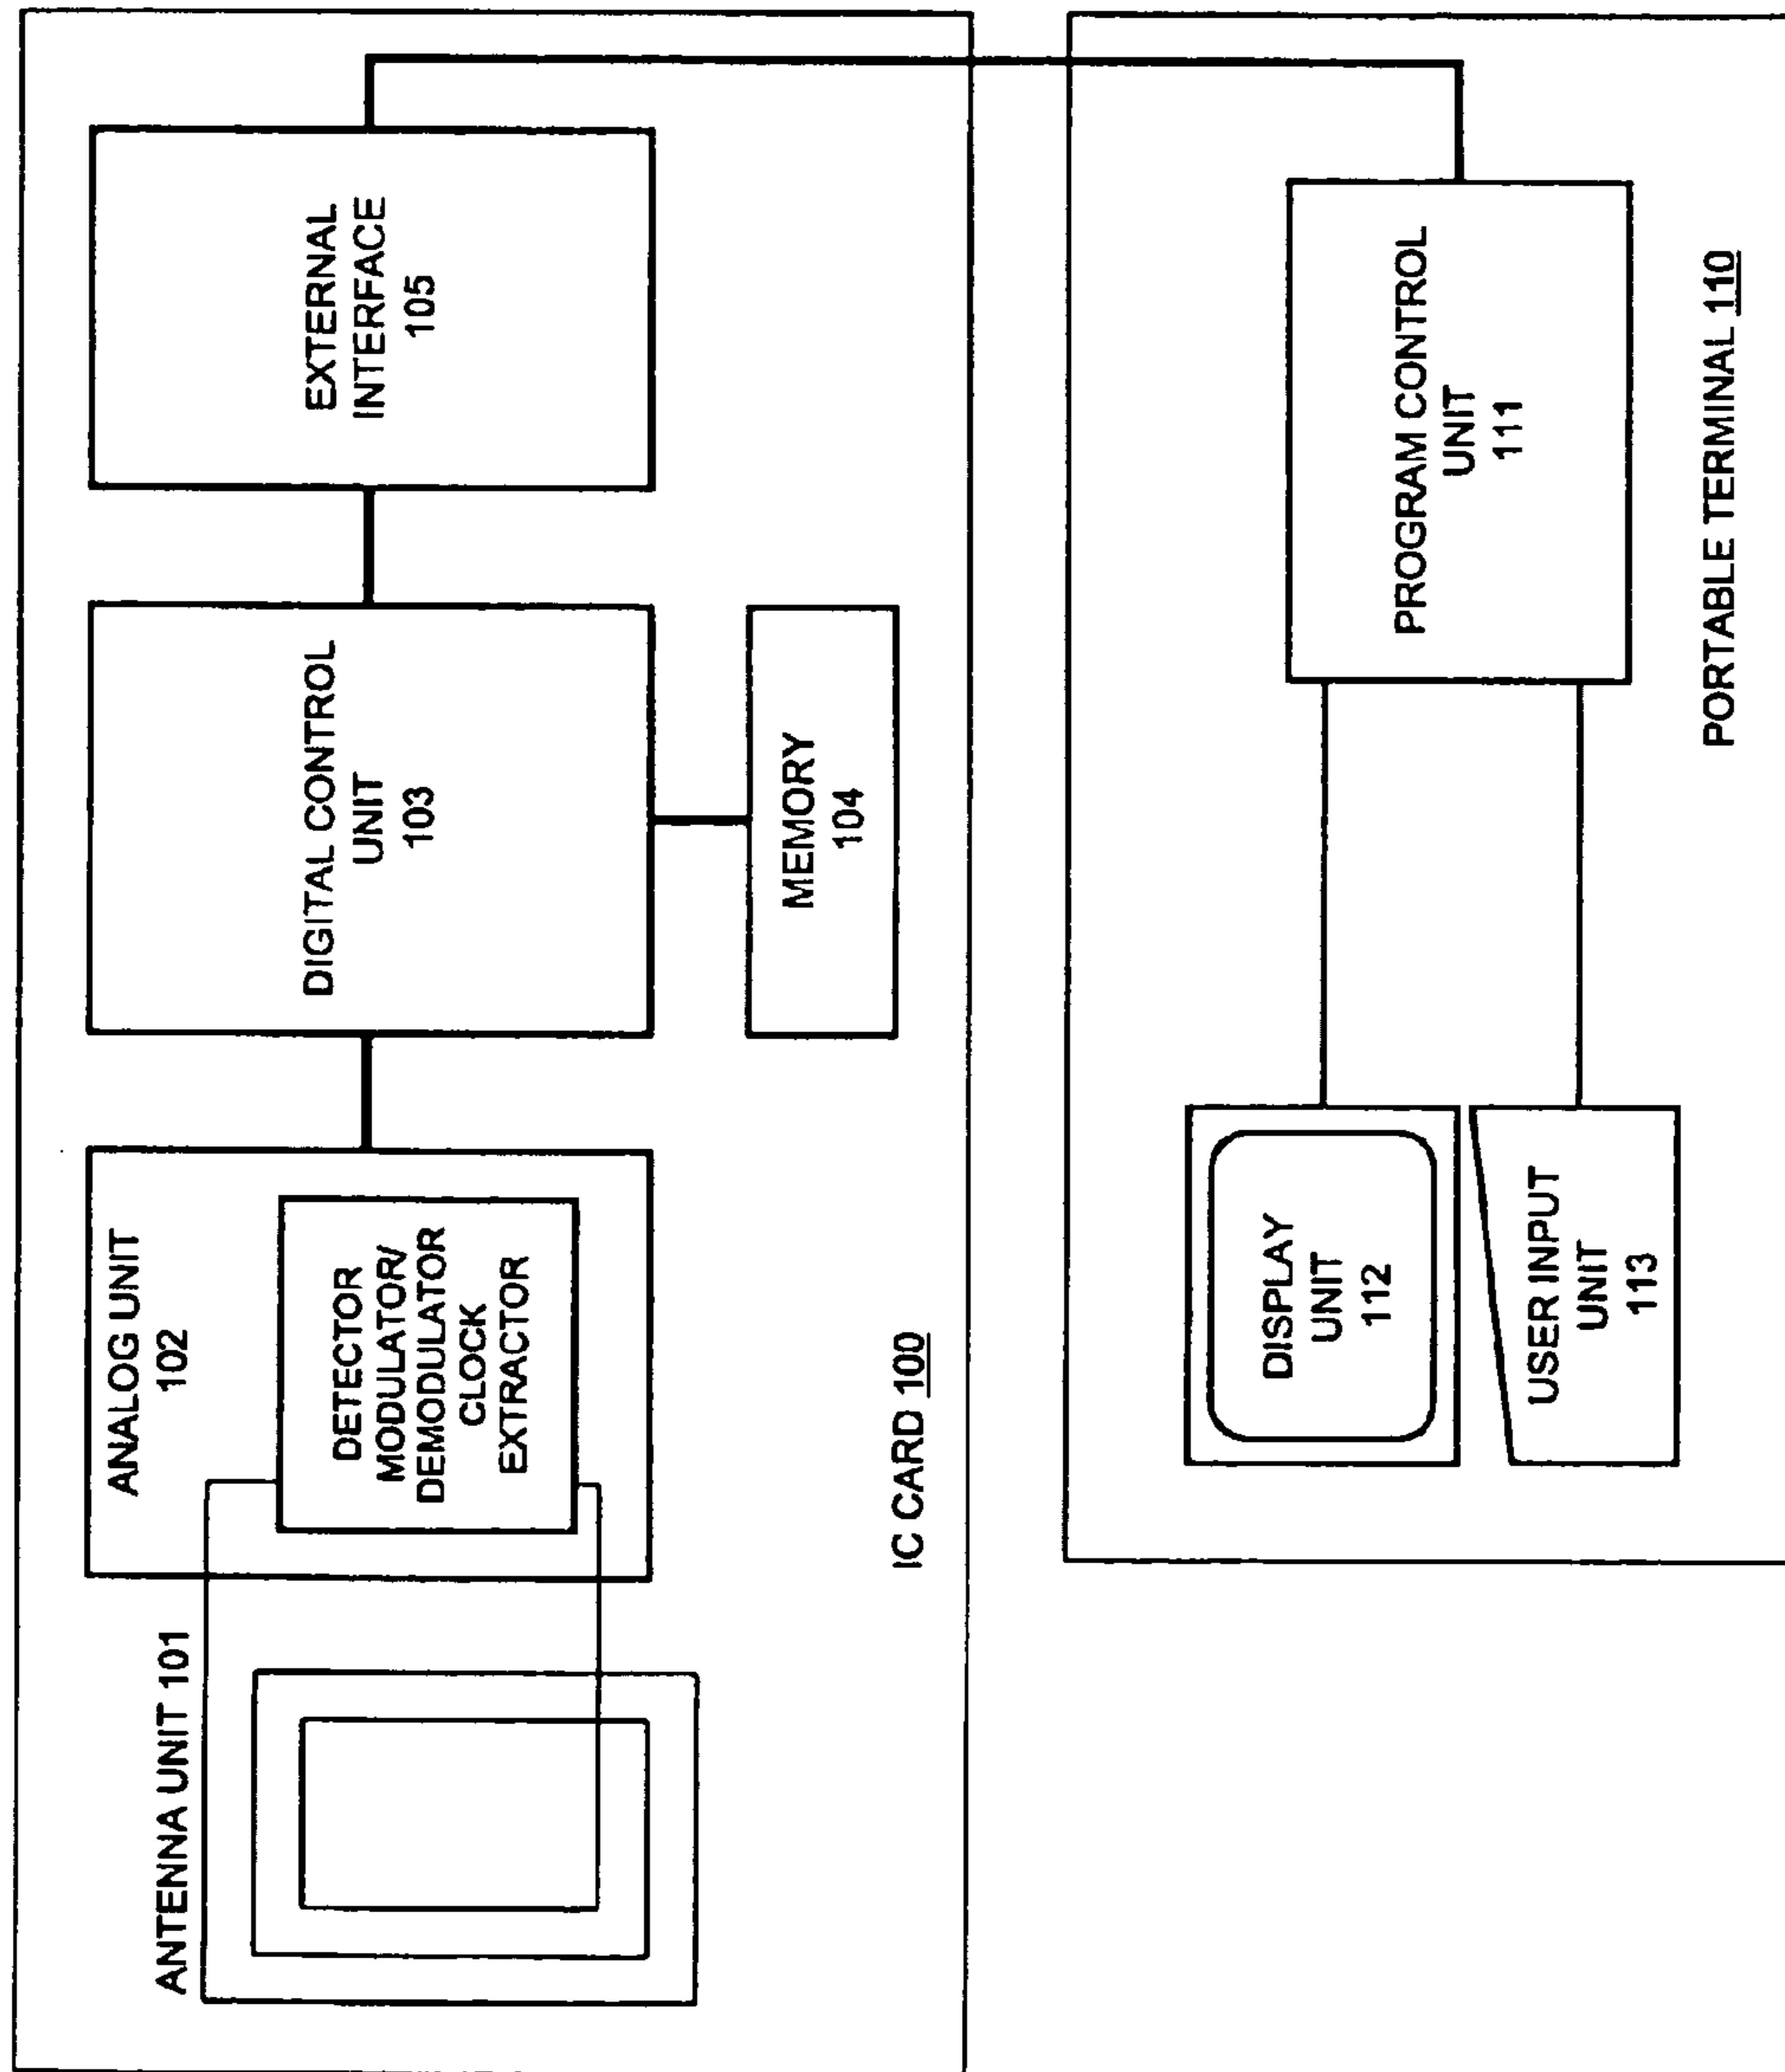 ANTENNA UNIT 101
ANALOG UNIT
102
DETECTOR
MODULATOR/
DEMODULATOR
CLOCK
EXTRACTOR
DIGITAL CONTROL
UNIT
103
MEMORY
104
EXTERNAL
INTERFACE
105
IC CARD 100
DISPLAY
UNIT
112
USER INPUT
UNIT
113
PROGRAM CONTROL
UNIT
111
PORTABLE TERMINAL 110